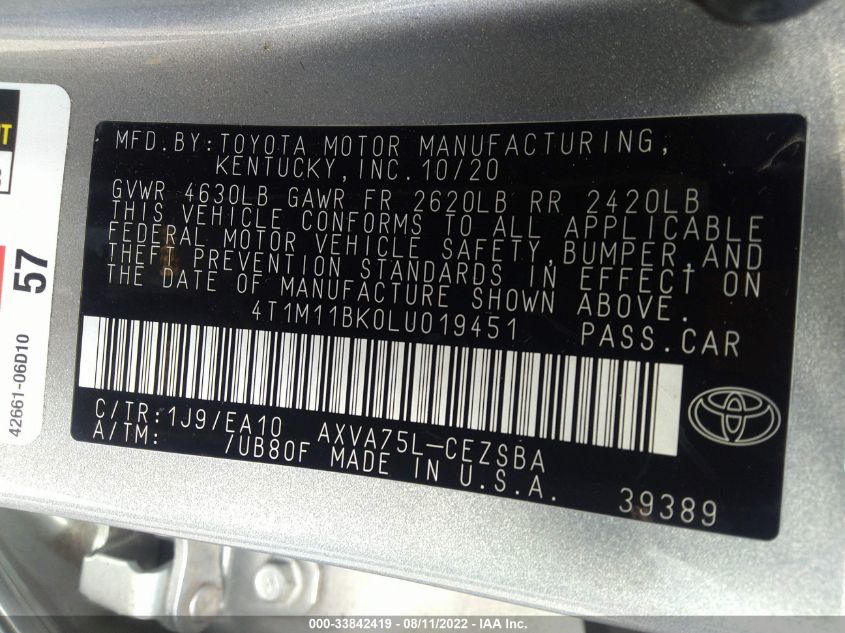 MFD.BY:TOYOTA MOTOR MANUFACTURING,
KENTUCKY,INC.10/20
GVWR 4630LB GAWR FR 2620LB RR 2420LB
THIS VEHICLE CONFORMS TO ALL APPLICABLE
FEDERAL MOTOR VEHICLE SAFETY,BUMPER,AND
THEFT PREVENTION STANDARDS IN EFFECT ON
THE DATE OF MANUFACTURE SHOWN ABOVE.
4T1M11BK0LU019451 PASS.CAR
C/TR:1J9/EA10 AXVA75L-CEZSBA
A/TM: /UB80F MADE IN U.S.A.
39389
57
42661-06D10
000-33842419 - 08/11/2022 - IAA Inc.